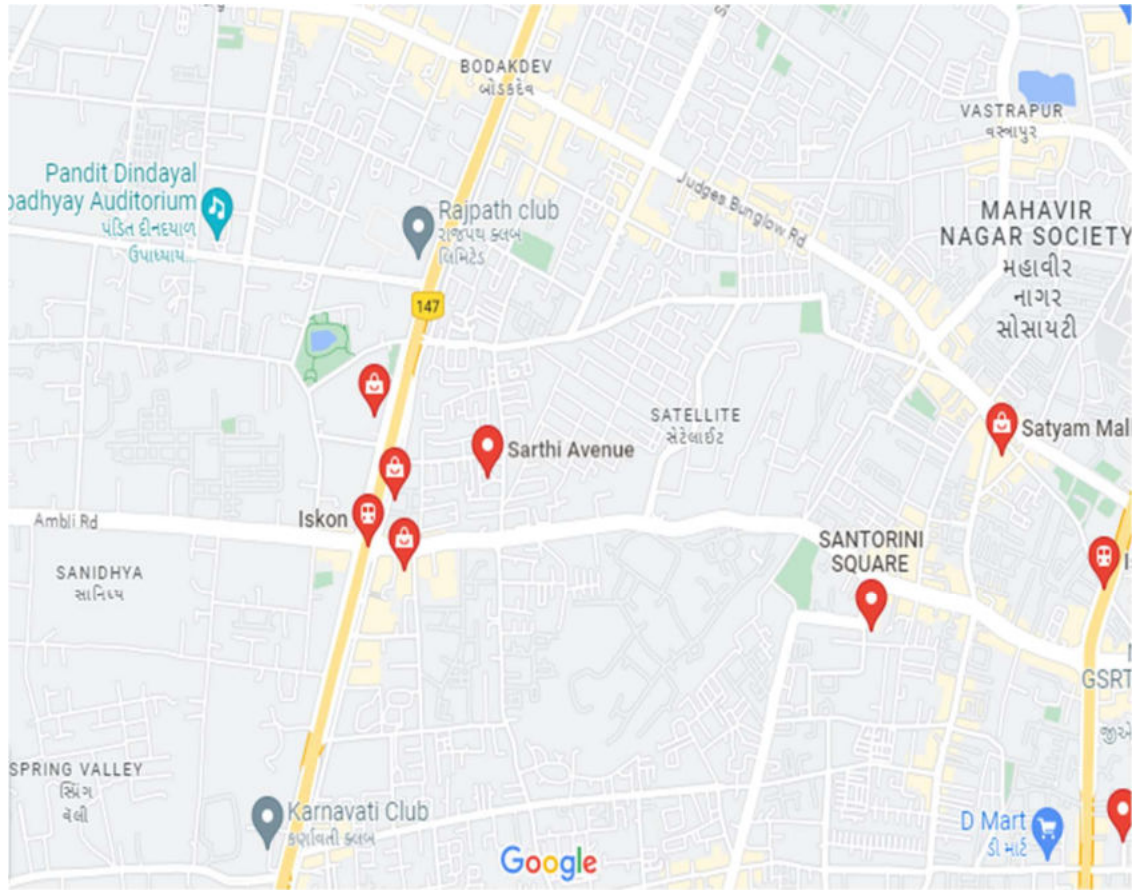 BODAKDEV
બોડકદેવ
VASTRAPUR
વસ્ત્રાપુર
Pandit Dindayal
padhyay Auditorium
પંડિત દીનદયાળ
ઉપાધ્યાય...
Rajpath club
રાજપથ ક્લબ
લિમિટેડ
Judges Bunglow Rd
MAHAVIR
NAGAR SOCIETY
મહાવીર
નાગર
સોસાયટી
147
SATELLITE
સેટેલાઈટ
Satyam Mall
Sarthi Avenue
Iskon
Ambli Rd
SANIDHYA
સાનિધ્ય
SANTORINI
SQUARE
GSRT
જીએ
SPRING VALLEY
સ્પ્રિંગ
વૅલી
Karnavati Club
કર્ણાવતી ક્લબ
D Mart
ડી માર્ટ
Google